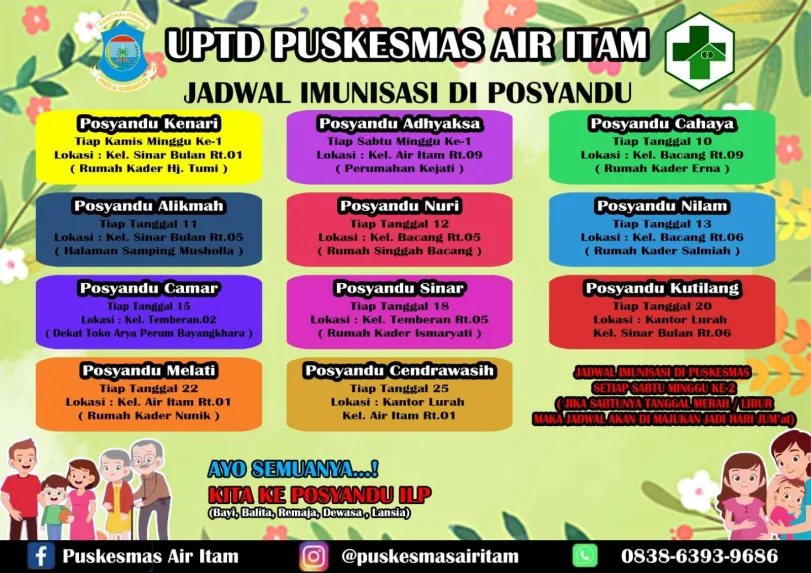 UPTD PUSKESMAS AIR ITAM
JADWAL IMUNISASI DI POSYANDU
Posyandu Kenari
Tiap Kamis Minggu Ke-1
Lokasi : Kel. Sinar Bulan Rt.01
( Rumah Kader Hj. Tumi )
Posyandu Adhyaksa
Tiap Sabtu Minggu Ke-1
Lokasi : Kel. Air Itam Rt.09
( Perumahan Kejati )
Posyandu Cahaya
Tiap Tanggal 10
Lokasi : Kel. Bacang Rt.09
( Rumah Kader Erna )
Posyandu Alikmah
Tiap Tanggal 11
Lokasi : Kel. Sinar Bulan Rt.05
( Halaman Samping Musholla )
Posyandu Nuri
Tiap Tanggal 12
Lokasi : Kel. Bacang Rt.05
( Rumah Singgah Bacang )
Posyandu Nilam
Tiap Tanggal 13
Lokasi : Kel. Bacang Rt.06
( Rumah Kader Salmiah )
Posyandu Camar
Tiap Tanggal 15
Lokasi : Kel. Temberan.02
( Dekat Toko Arya Perum Bayangkhara )
Posyandu Sinar
Tiap Tanggal 18
Lokasi : Kel. Temberan Rt.05
( Rumah Kader Ismaryati )
Posyandu Kutilang
Tiap Tanggal 20
Lokasi : Kantor Lurah
Kel. Sinar Bulan Rt.06
Posyandu Melati
Tiap Tanggal 22
Lokasi : Kel. Air Itam Rt.01
( Rumah Kader Nunik )
Posyandu Cendrawasih
Tiap Tanggal 25
Lokasi : Kantor Lurah
Kel. Air Itam Rt.01
JADWAL IMUNISASI DI PUSKESMAS
SETIAP SABTU MINGGU KE-2
( JIKA SABTUNYA TANGGAL MERAH / LIBUR
MAKA JADWAL AKAN DI MAJUKAN JADI HARI JUM'at)
AYO SEMUANYA...!
KITA KE POSYANDU ILP
(Bayi, Balita, Remaja, Dewasa , Lansia)
Puskesmas Air Itam
@puskesmasairitam
0838-6393-9686